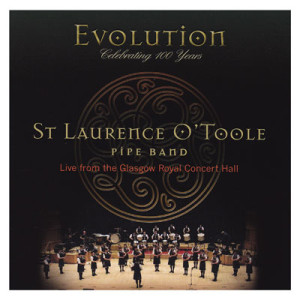 Evolution
Celebrating 100 Years
ST LAURENCE O'TOOLE
PIPE BAND
Live from the Glasgow Royal Concert Hall